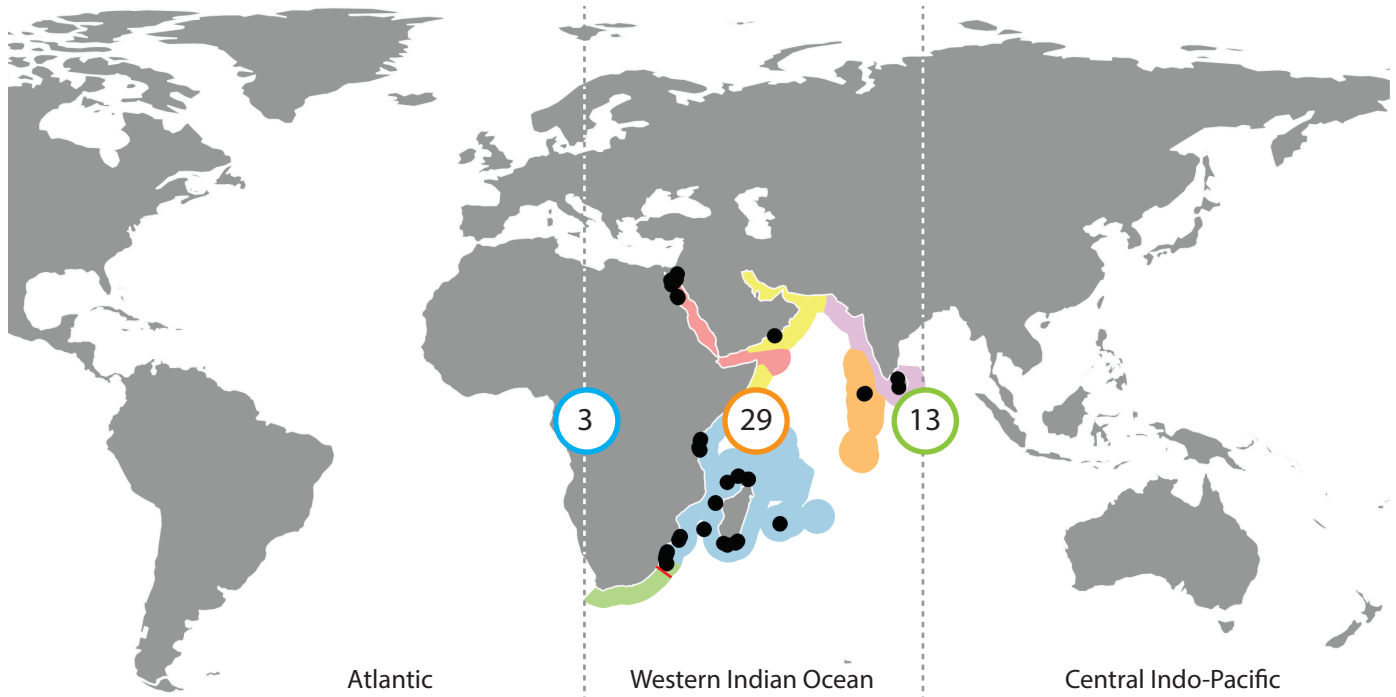 3
29
13
Atlantic
Western Indian Ocean
Central Indo-Pacific